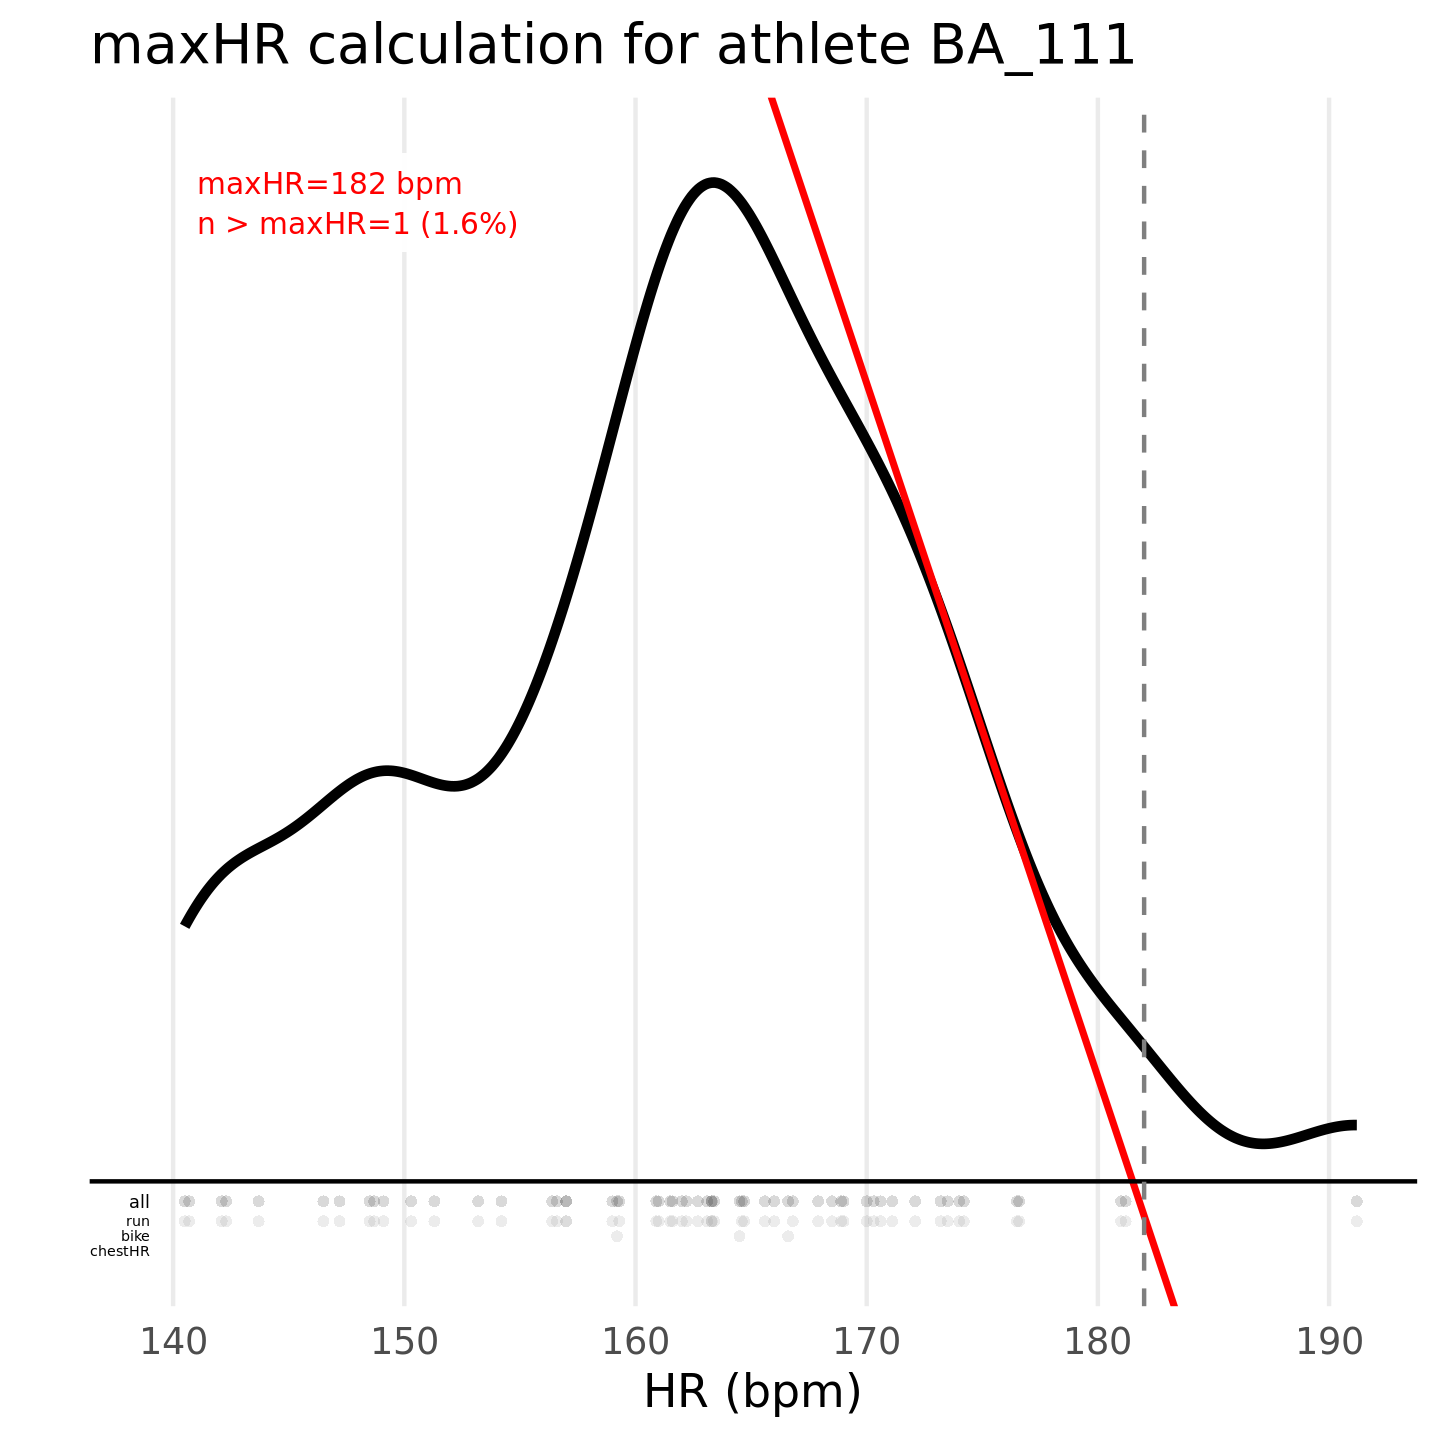 maxHR calculation for athlete BA_111
maxHR=182 bpm
n > maxHR=1 (1.6%)
all
run
bike
chestHR
140 150 160 170 180 190
HR (bpm)